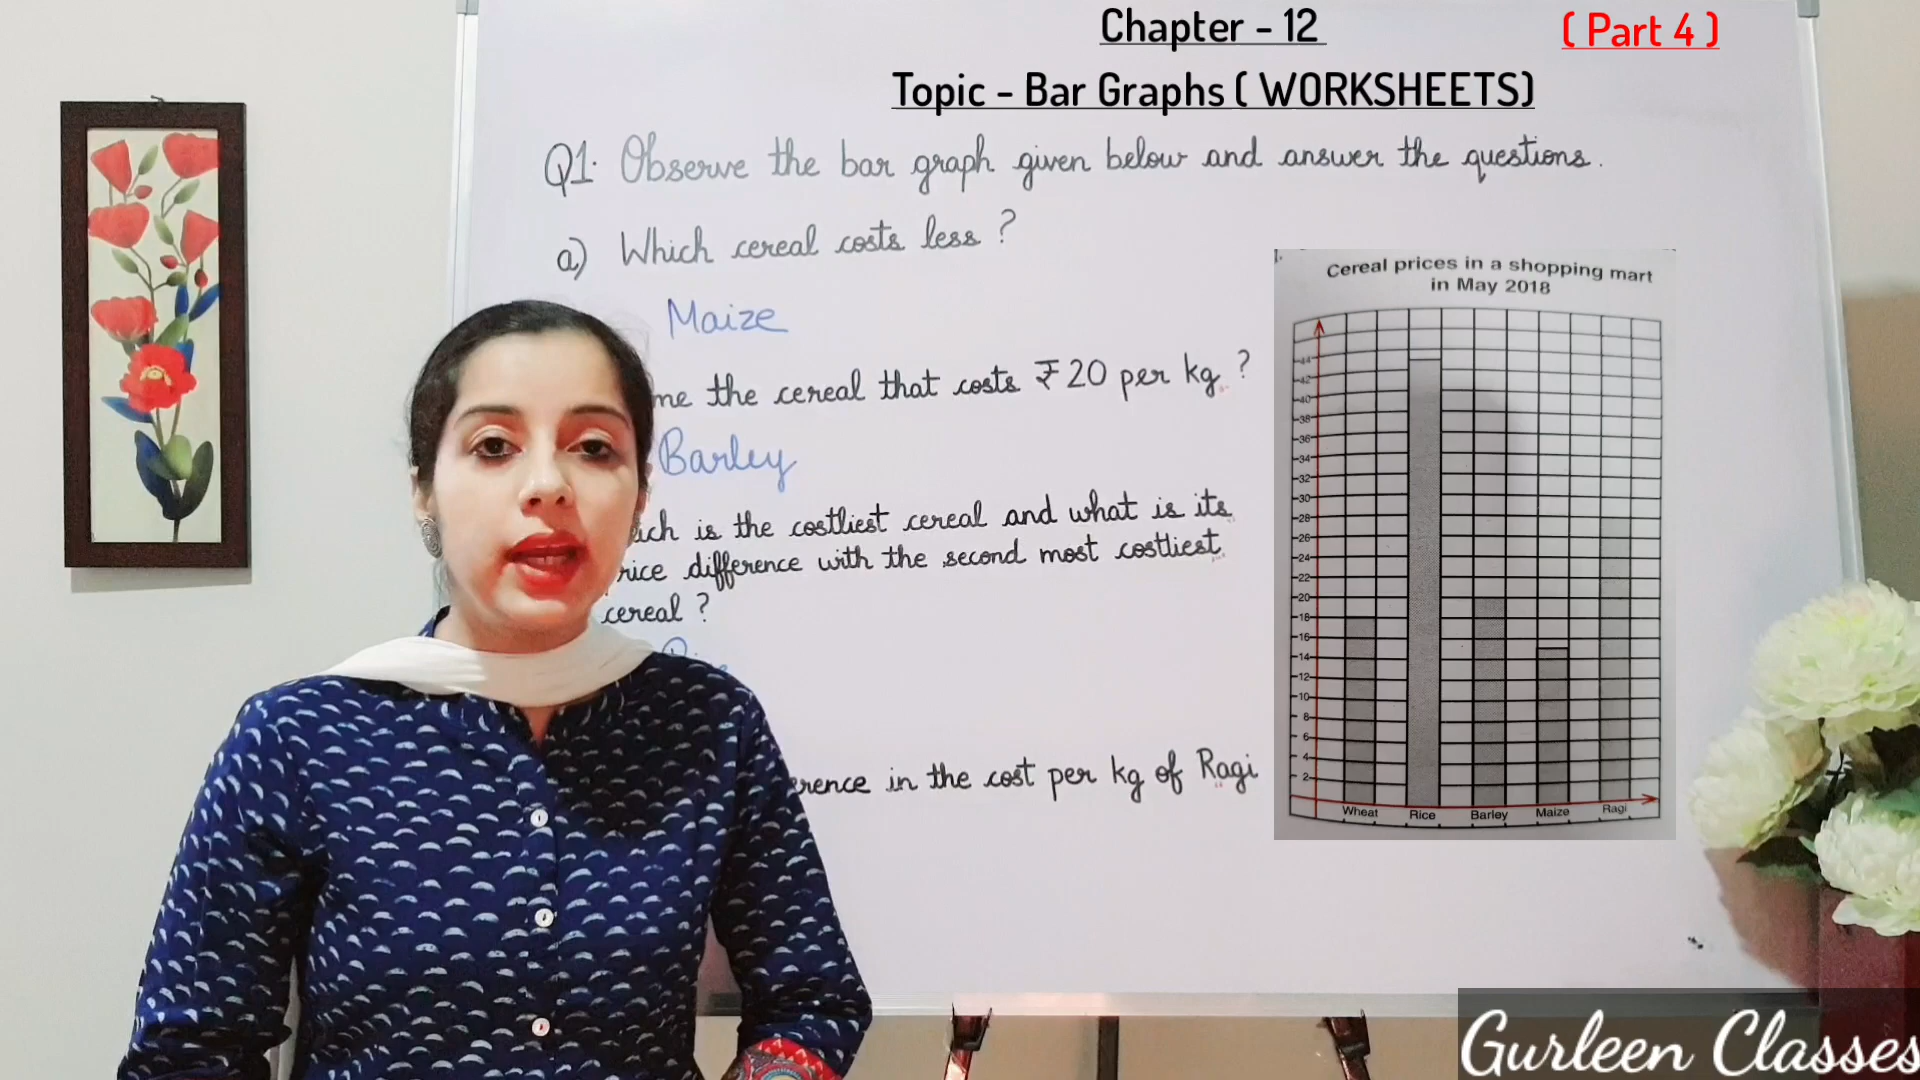 Chapter - 12
( Part 4 )
Topic - Bar Graphs ( WORKSHEETS)
Q1. Observe the bar graph given below and answer the questions.
a) Which cereal costs less ?
Maize
the cereal that costs ₹ 20 per kg ?
Barley
is the costliest cereal and what is its
difference with the second most costliest
cereal ?
in the cost per kg of Ragi
Cereal prices in a shopping mart
in May 2018
44
42
40
38
36
34
32
30
28
26
24
22
20
18
16
14
12
10
8
6
4
2
Wheat Rice Barley Maize Ragi
Gurleen Classes